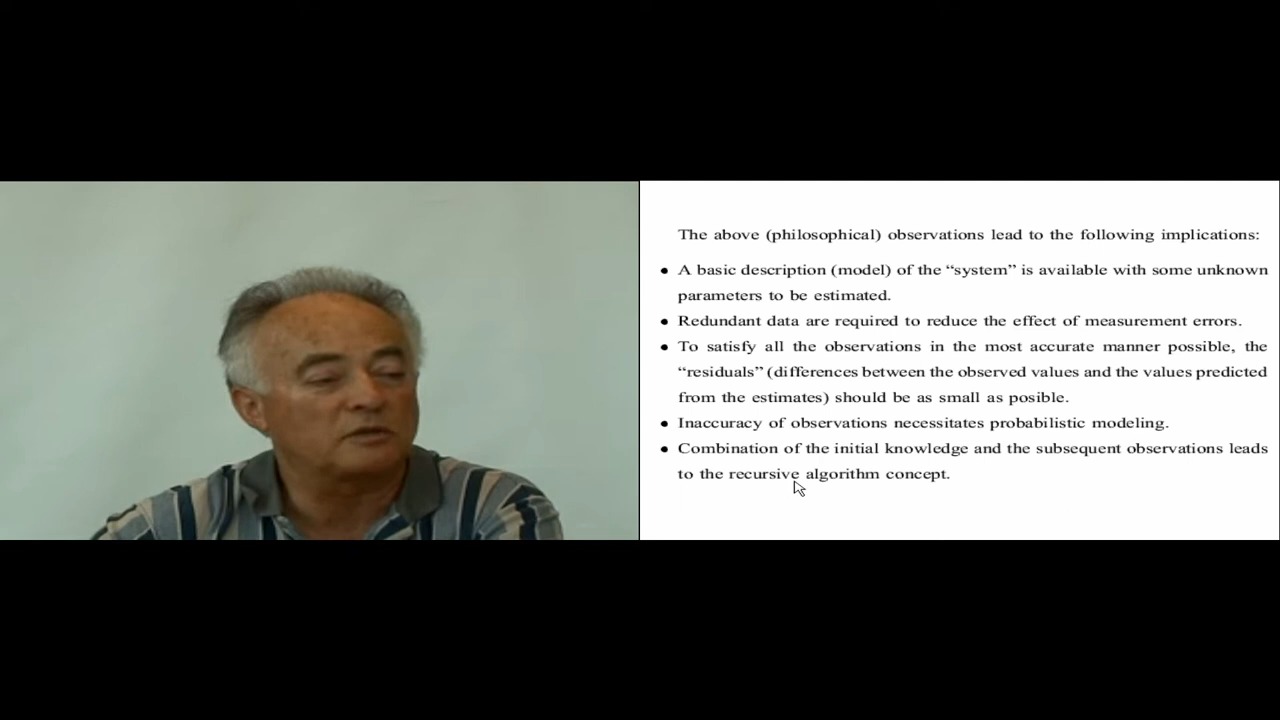 The above (philosophical) observations lead to the following implications:
• A basic description (model) of the “system” is available with some unknown
parameters to be estimated.
• Redundant data are required to reduce the effect of measurement errors.
• To satisfy all the observations in the most accurate manner possible, the
“residuals” (differences between the observed values and the values predicted
from the estimates) should be as small as posible.
• Inaccuracy of observations necessitates probabilistic modeling.
• Combination of the initial knowledge and the subsequent observations leads
to the recursive algorithm concept.